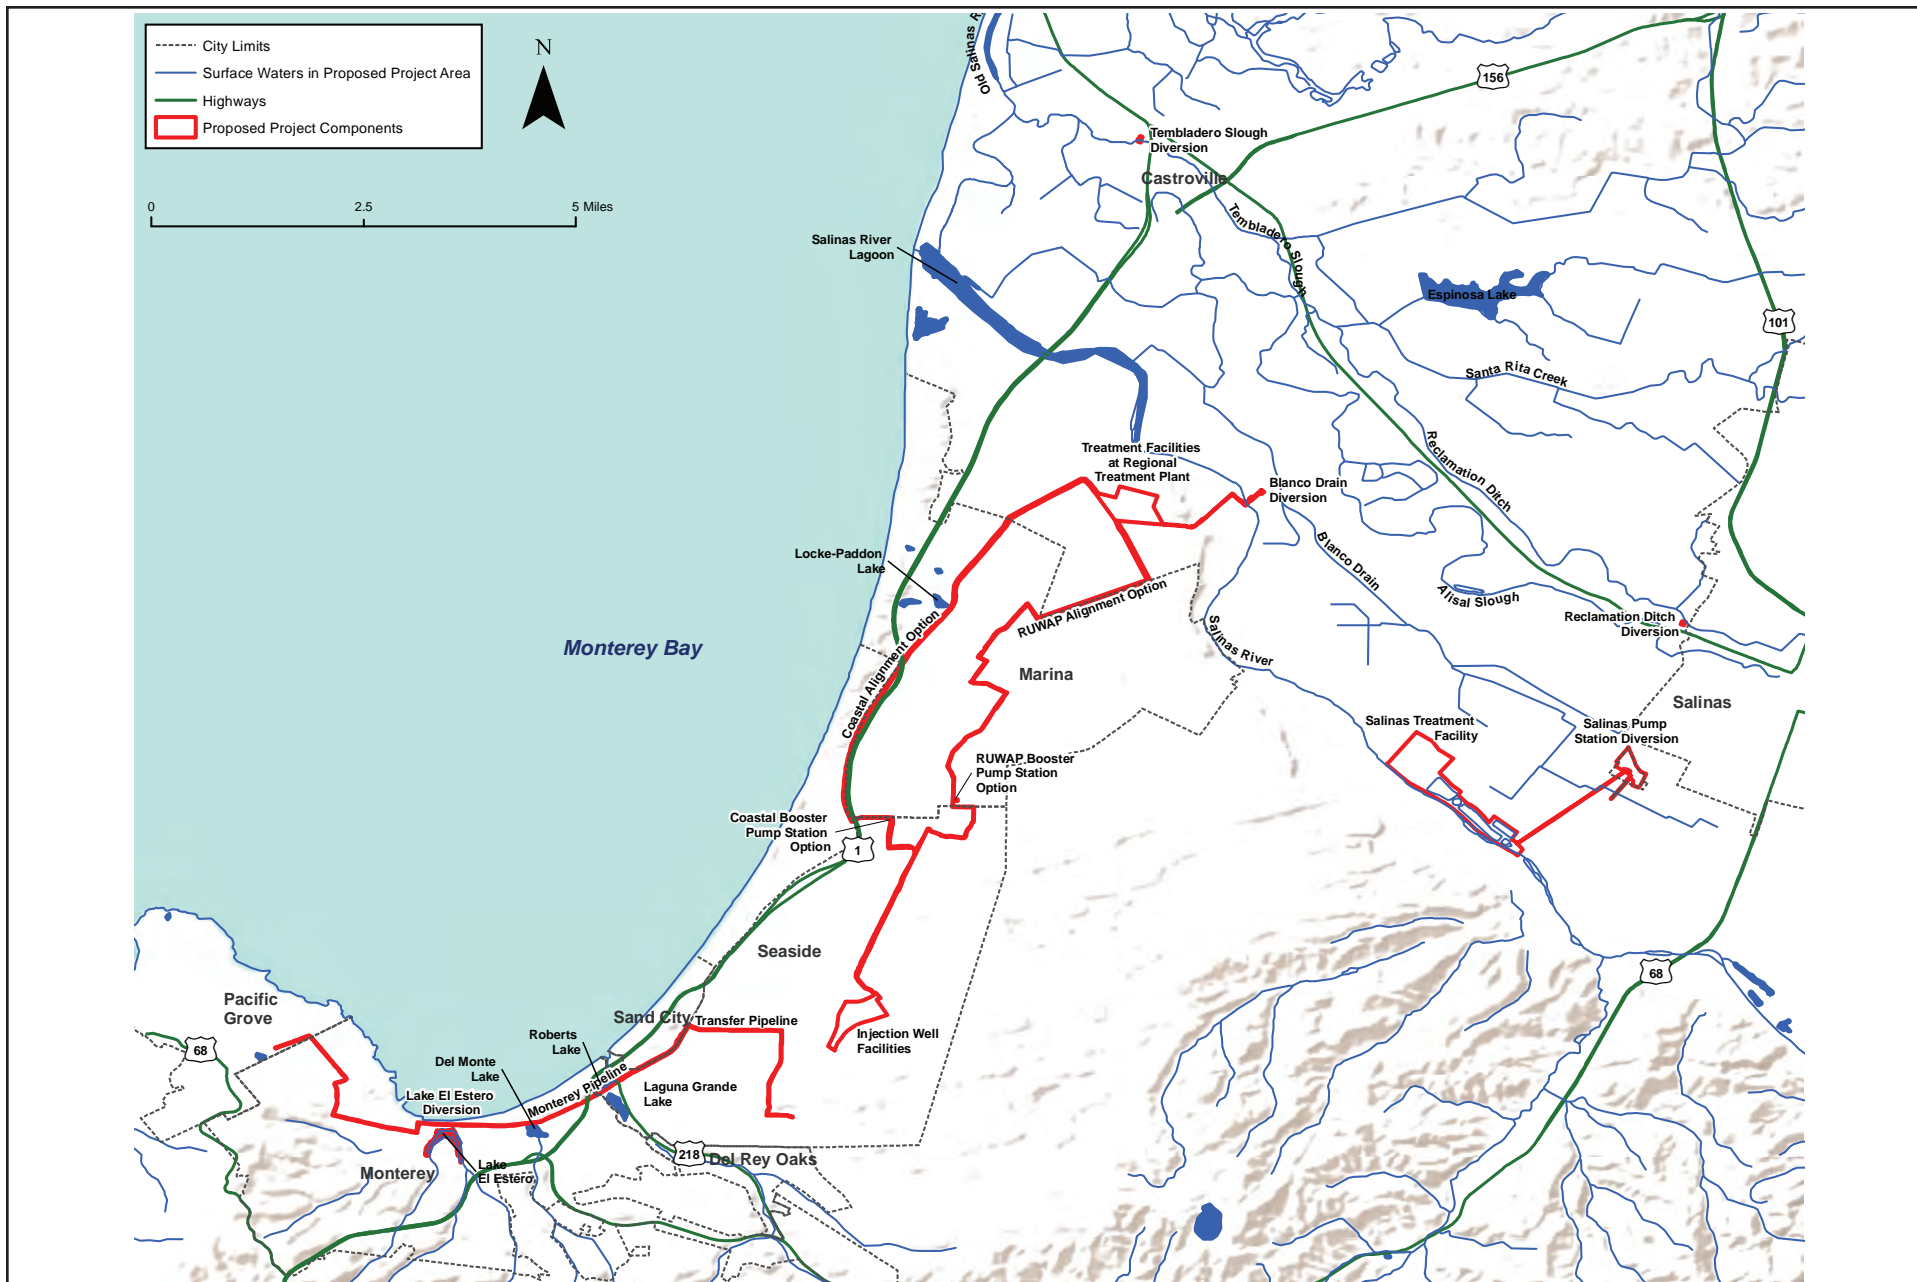 City Limits
Surface Waters in Proposed Project Area
Highways
Proposed Project Components
N
0
2.5
5 Miles
Old Salinas
156
Tembladero Slough
Diversion
Castroville
Tembladero Slough
Salinas River
Lagoon
Espinosa Lake
101
Santa Rita Creek
Reclamation Ditch
Treatment Facilities
at Regional
Treatment Plant
Blanco Drain
Diversion
Blanco Drain
Locke-Paddon
Lake
Alisal Slough
Reclamation Ditch
Diversion
RUWAP Alignment Option
Coastal Alignment Option
Salinas River
Monterey Bay
Marina
Salinas
Salinas Treatment
Facility
Salinas Pump
Station Diversion
RUWAP Booster
Pump Station
Option
Coastal Booster
Pump Station
Option
1
Seaside
68
Pacific
Grove
Sand City
Transfer Pipeline
Injection Well
Facilities
Roberts
Lake
68
Del Monte
Lake
Monterey Pipeline
Laguna Grande
Lake
Lake El Estero
Diversion
218
Del Rey Oaks
Monterey
Lake
El Estero